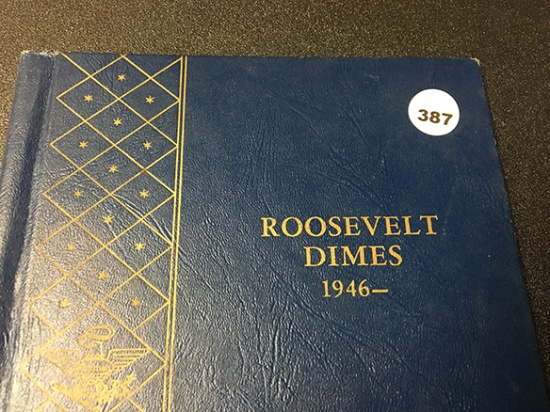 387
ROOSEVELT
DIMES
1946—